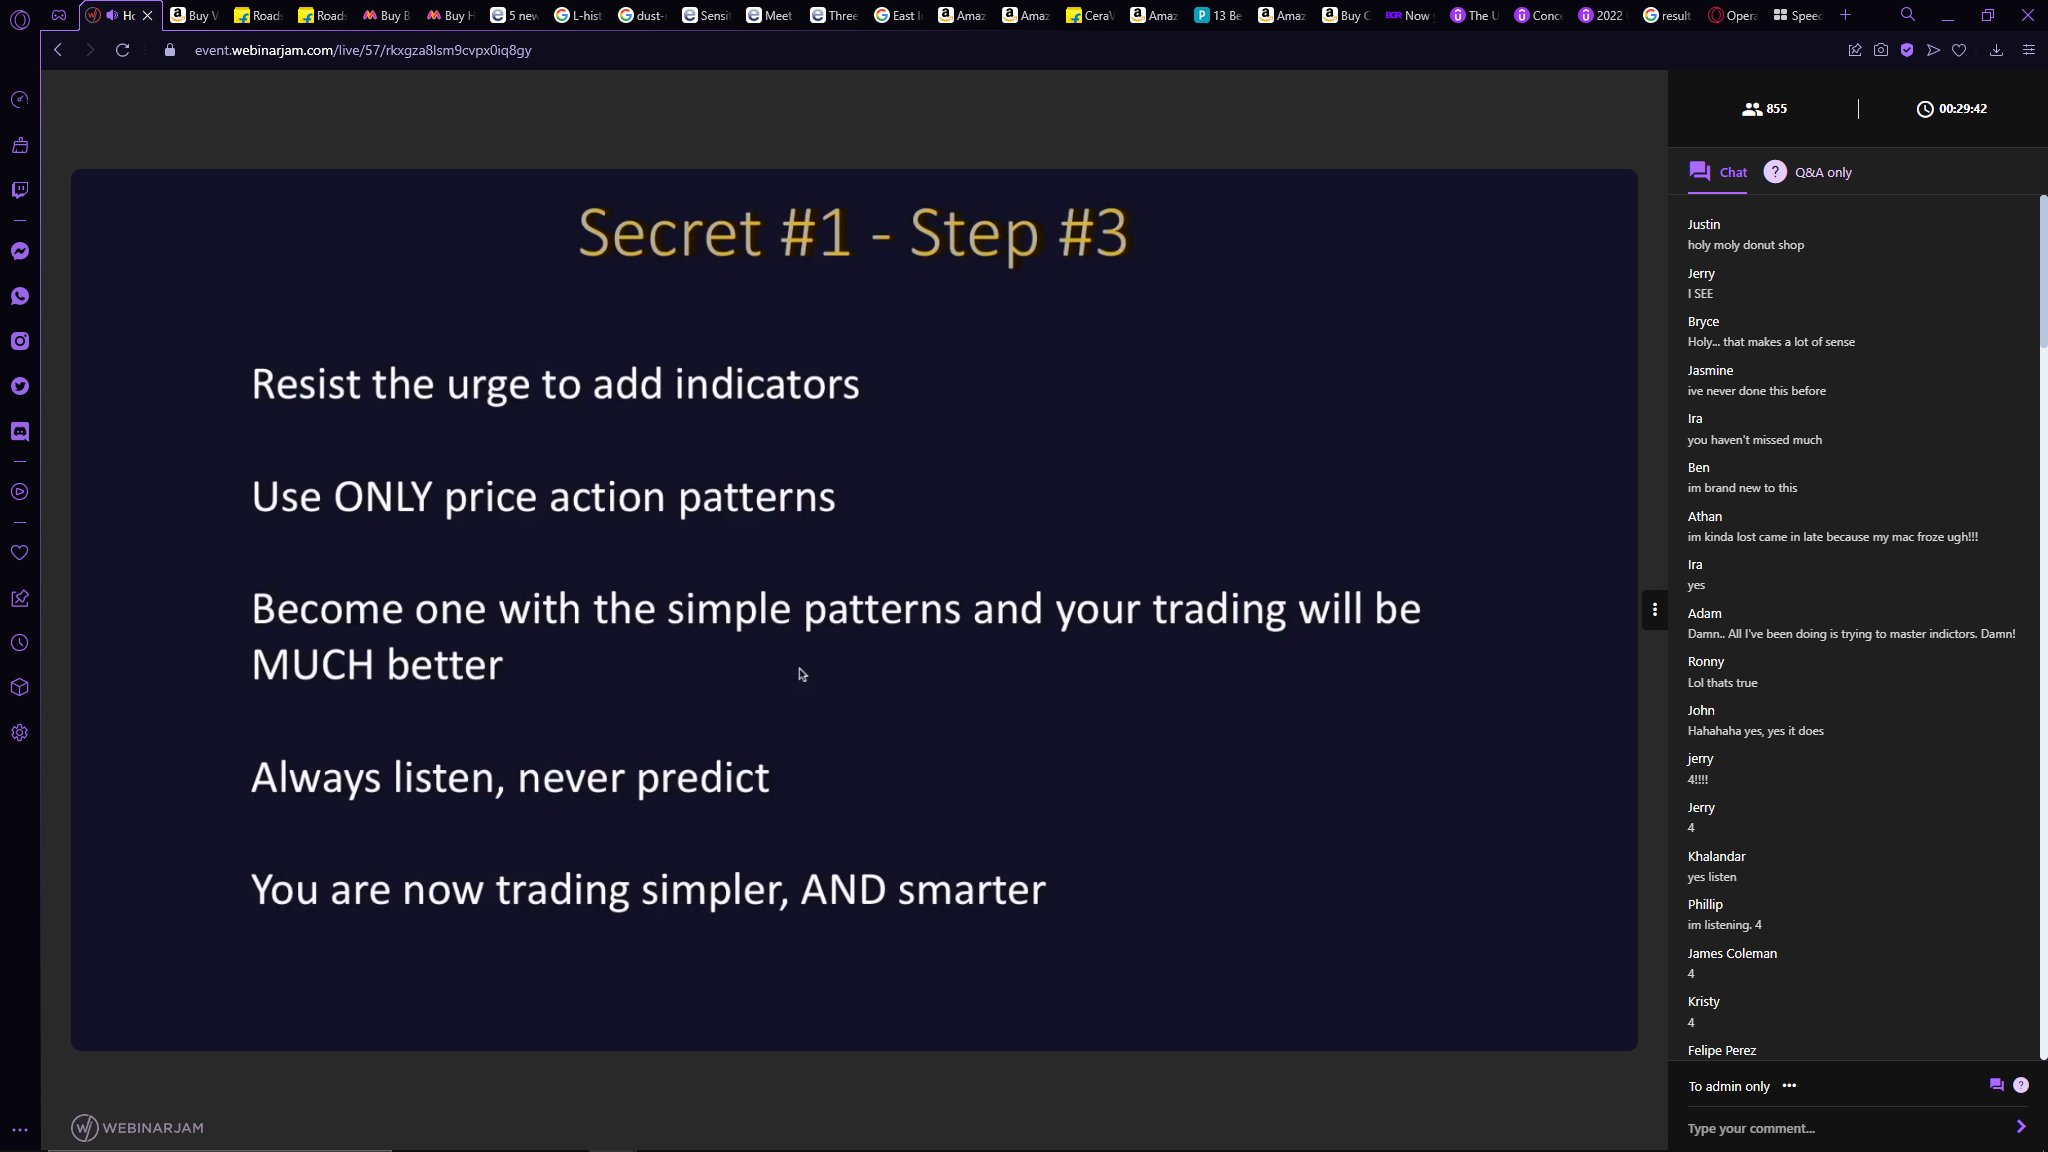 Ho
Buy V
Roads
Roads
Buy B
Buy H
5 new
L-hist
dust-
Sensit
Meet
Three
East I
Amaz
Amaz
CeraV
Amaz
13 Be
Amaz
Buy C
Now
The U
Conc
2022
result
Opera
Speed
event.webinarjam.com/live/57/rkxgza8lsm9cvpx0iq8gy
Secret #1 - Step #3
Resist the urge to add indicators
Use ONLY price action patterns
Become one with the simple patterns and your trading will be
MUCH better
Always listen, never predict
You are now trading simpler, AND smarter
WEBINARJAM
855
00:29:42
Chat
Q&A only
Justin
holy moly donut shop
Jerry
I SEE
Bryce
Holy... that makes a lot of sense
Jasmine
ive never done this before
Ira
you haven't missed much
Ben
im brand new to this
Athan
im kinda lost came in late because my mac froze ugh!!!
Ira
yes
Adam
Damn.. All I've been doing is trying to master indictors. Damn!
Ronny
Lol thats true
John
Hahahaha yes, yes it does
jerry
4!!!!
Jerry
4
Khalandar
yes listen
Phillip
im listening. 4
James Coleman
4
Kristy
4
Felipe Perez
To admin only
Type your comment...